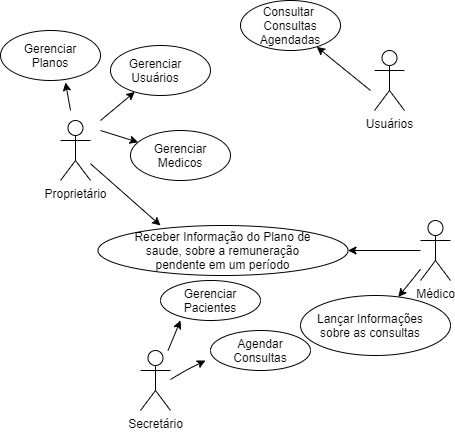 Consultar
Consultas
Agendadas
Gerenciar
Planos
Gerenciar
Usuários
Usuários
Gerenciar
Medicos
Proprietário
Receber Informação do Plano de
saude, sobre a remuneração
pendente em um período
Médico
Gerenciar
Pacientes
Lançar Informações
sobre as consultas
Agendar
Consultas
Secretário